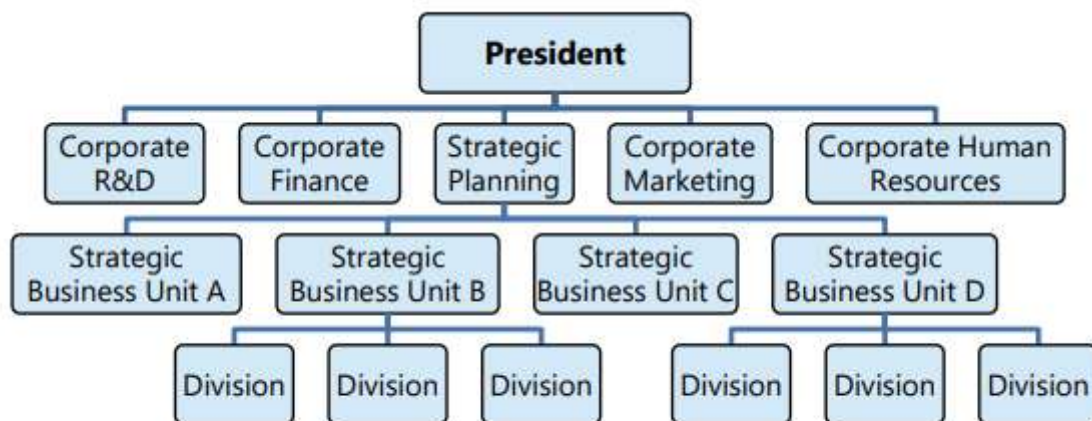 President
Corporate
R&D
Corporate
Finance
Strategic
Planning
Corporate
Marketing
Corporate Human
Resources
Strategic
Business Unit A
Strategic
Business Unit B
Strategic
Business Unit C
Strategic
Business Unit D
Division
Division
Division
Division
Division
Division